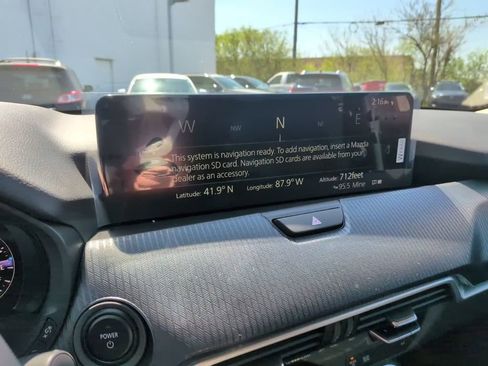 2:16
W NW N E
This system is navigation ready. To add navigation, insert a Mazda
navigation SD card. Navigation SD cards are available from your
dealer as an accessory.
Latitude: 41.9° N Longitude: 87.9° W Altitude: 712feet
95.5 Mine
POWER